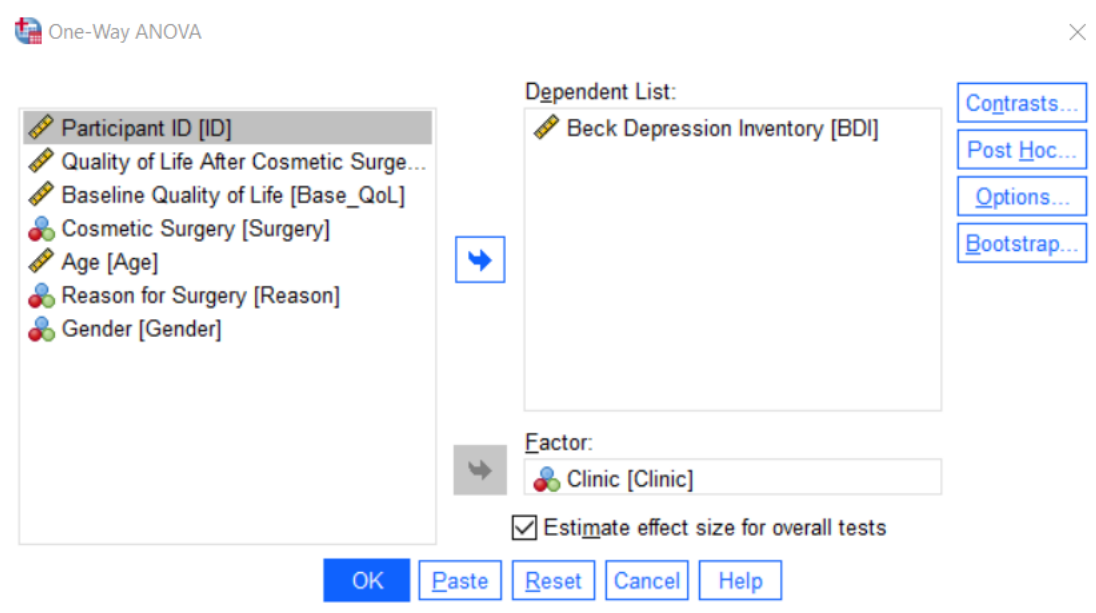 One-Way ANOVA
Participant ID [ID]
Quality of Life After Cosmetic Surge...
Baseline Quality of Life [Base_QoL]
Cosmetic Surgery [Surgery]
Age [Age]
Reason for Surgery [Reason]
Gender [Gender]
Dependent List:
Beck Depression Inventory [BDI]
Factor:
Clinic [Clinic]
Estimate effect size for overall tests
Contrasts...
Post Hoc...
Options...
Bootstrap...
OK Paste Reset Cancel Help